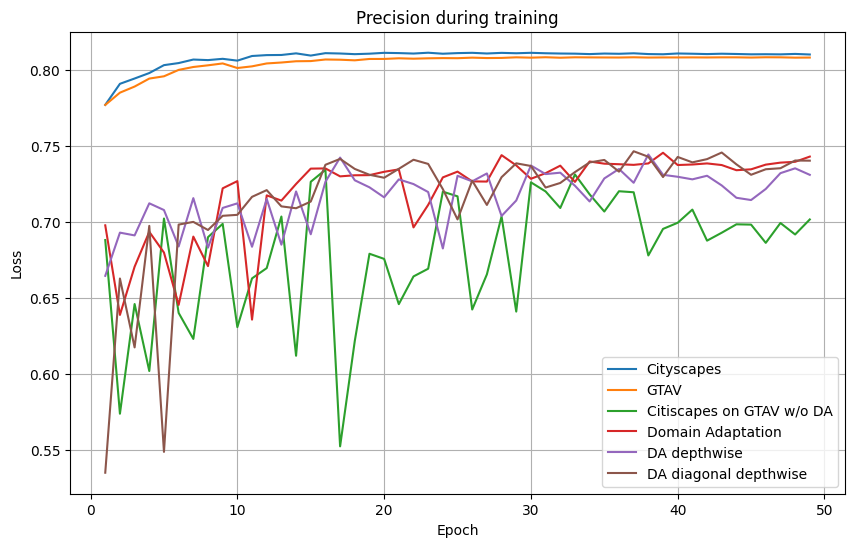 Precision during training
Loss
0.80
0.75
0.70
0.65
0.60
0.55
0
10
20
30
40
50
Epoch
Cityscapes
GTAV
Citiscapes on GTAV w/o DA
Domain Adaptation
DA depthwise
DA diagonal depthwise